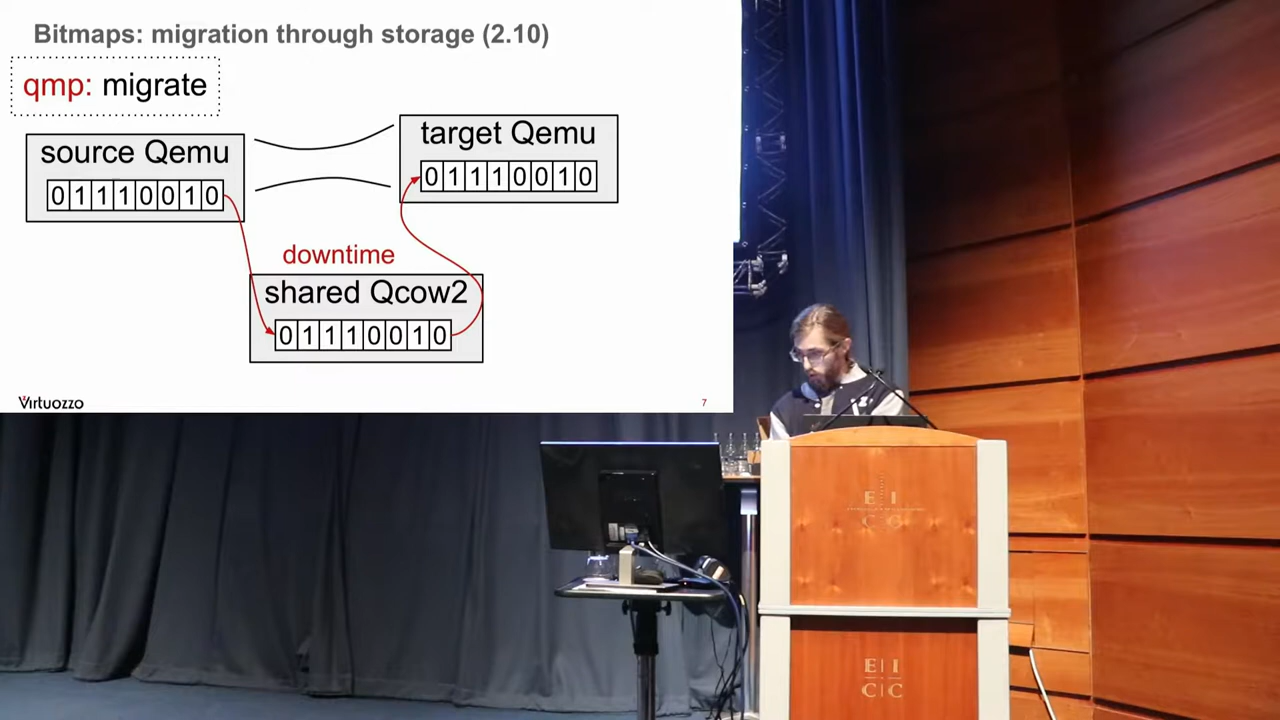 Bitmaps: migration through storage (2.10)
qmp: migrate
source Qemu
0 1 1 1 0 0 1 0
target Qemu
0 1 1 1 0 0 1 0
downtime
shared Qcow2
0 1 1 1 0 0 1 0
Virtuozzo
7
E I
C C
E I
C C